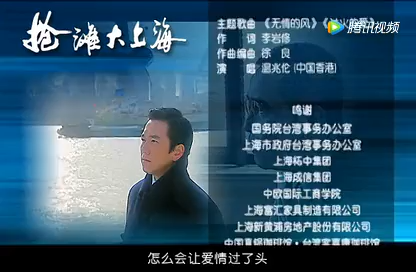 抢滩大上海
腾讯视频
主题歌曲 《无情的风》
作 词 李岩修
作曲编曲 徐 良
演 唱 温兆伦 (中国香港)
鸣谢
国务院台湾事务办公室
上海市政府台湾事务办公室
上海柘中集团
上海成信集团
中欧国际工商学院
上海富汇家具制造有限公司
上海新黄浦房地产股份有限公司
怎么会让爱情过了头